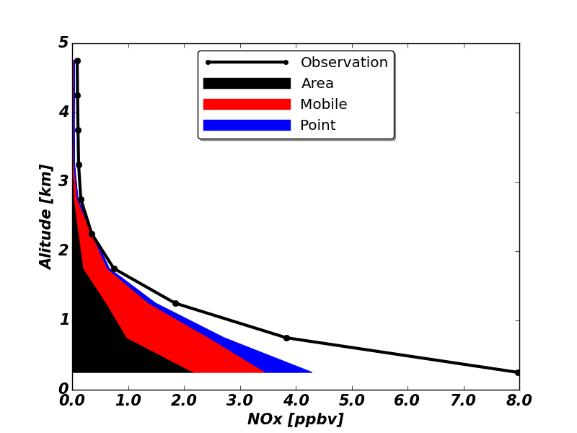 Observation
Area
Mobile
Point
5
4
3
2
1
0
Alitude [km]
0.0 1.0 2.0 3.0 4.0 5.0 6.0 7.0 8.0
NOx [ppbv]